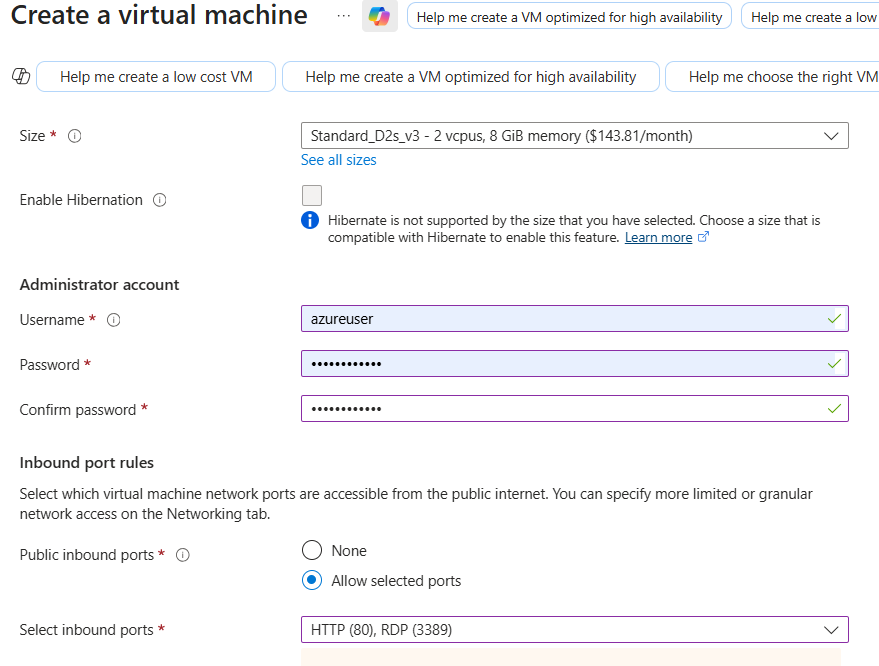 Create a virtual machine ... Help me create a VM optimized for high availability Help me create a low
Help me create a low cost VM Help me create a VM optimized for high availability Help me choose the right VM
Size * Standard_D2s_v3 - 2 vcpus, 8 GiB memory ($143.81/month)
See all sizes
Enable Hibernation
Hibernate is not supported by the size that you have selected. Choose a size that is
compatible with Hibernate to enable this feature. Learn more
Administrator account
Username * azureuser
Password * ••••••••••••
Confirm password * ••••••••••••
Inbound port rules
Select which virtual machine network ports are accessible from the public internet. You can specify more limited or granular
network access on the Networking tab.
Public inbound ports * None
Allow selected ports
Select inbound ports * HTTP (80), RDP (3389)